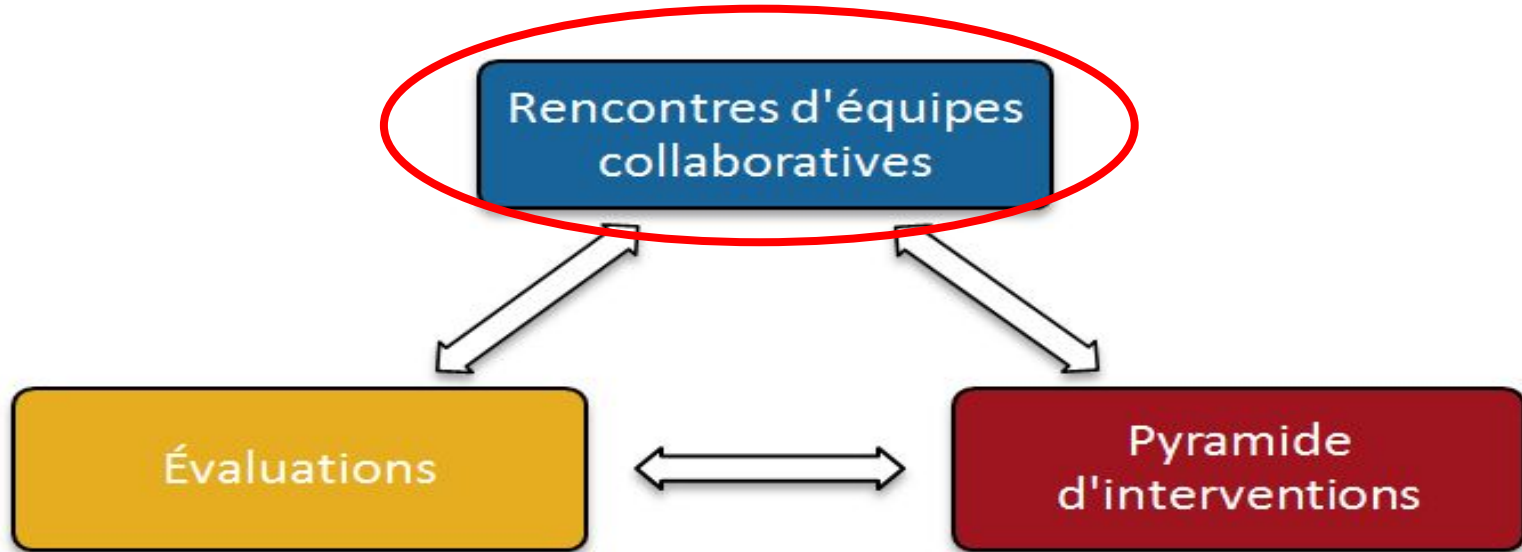 Rencontres d'équipes
collaboratives
Évaluations
Pyramide
d'interventions